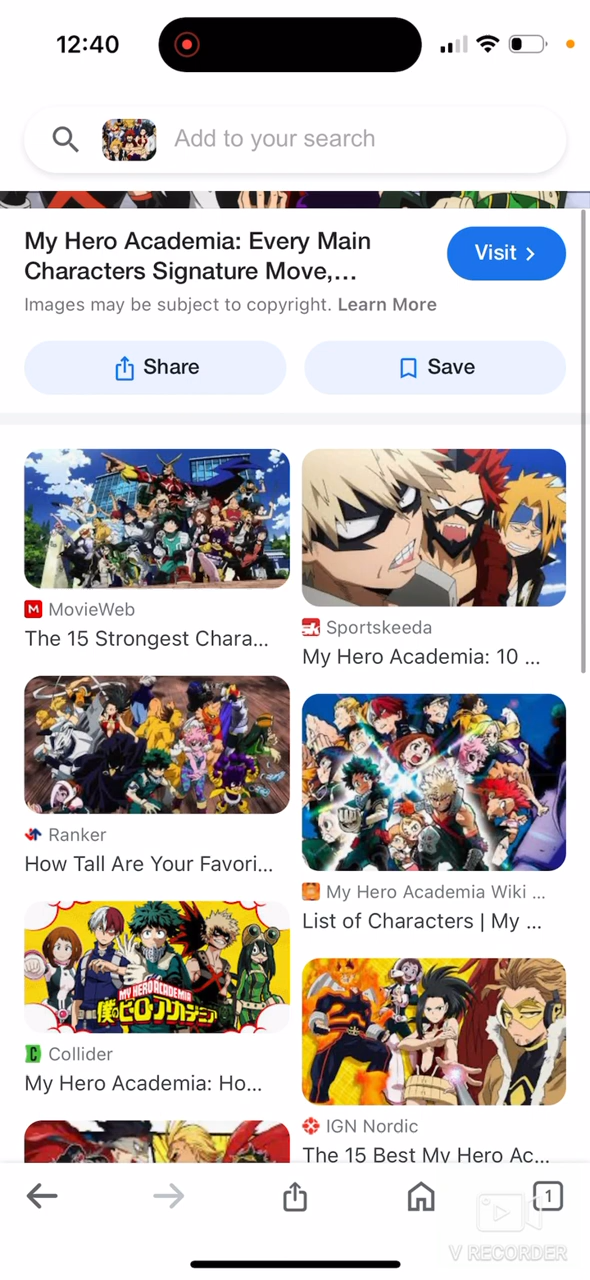 12:40
Add to your search
My Hero Academia: Every Main
Characters Signature Move,...
Visit
Images may be subject to copyright. Learn More
Share
Save
MovieWeb
The 15 Strongest Chara...
Sportskeeda
My Hero Academia: 10 ...
Ranker
How Tall Are Your Favori...
My Hero Academia Wiki ...
List of Characters | My ...
MY HERO ACADEMIA
僕のヒーローアカデミア
Collider
My Hero Academia: Ho...
IGN Nordic
The 15 Best My Hero Ac...
1
V RECORDER